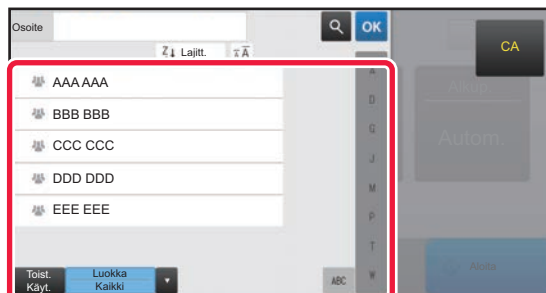 Osoite
OK
CA
Lajitt.
AAA AAA
BBB BBB
CCC CCC
DDD DDD
EEE EEE
A
D
G
J
M
P
T
W
Alkup.
Autom.
Toist. Käyt.
Luokka
Kaikki
ABC
Aloita